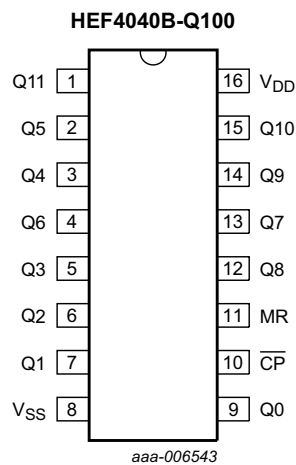 HEF4040B-Q100
Q11 1 16 VDD
Q5 2 15 Q10
Q4 3 14 Q9
Q6 4 13 Q7
Q3 5 12 Q8
Q2 6 11 MR
Q1 7 10 C̅P̅
VSS 8 9 Q0
aaa-006543